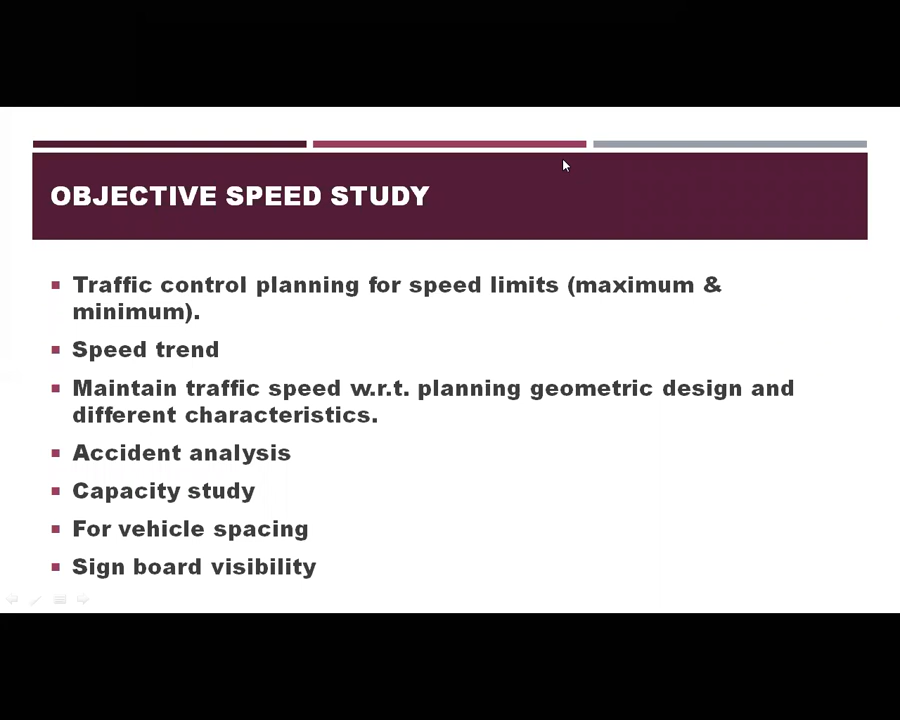 OBJECTIVE SPEED STUDY
Traffic control planning for speed limits (maximum &
minimum).
Speed trend
Maintain traffic speed w.r.t. planning geometric design and
different characteristics.
Accident analysis
Capacity study
For vehicle spacing
Sign board visibility